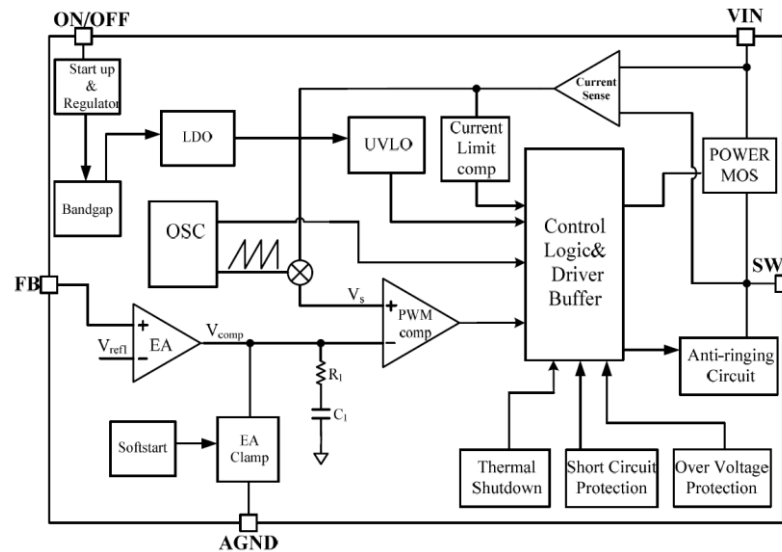 ON/OFF
VIN
Start up
&
Regulator
LDO
UVLO
Current
Limit
comp
Current
Sense
POWER
MOS
Bandgap
OSC
Control
Logic&
Driver
Buffer
SW
FB
+
Vref1
−
EA
Vcomp
Vs
+
−
PWM
comp
R1
C1
Anti-ringing
Circuit
Softstart
EA
Clamp
Thermal
Shutdown
Short Circuit
Protection
Over Voltage
Protection
AGND